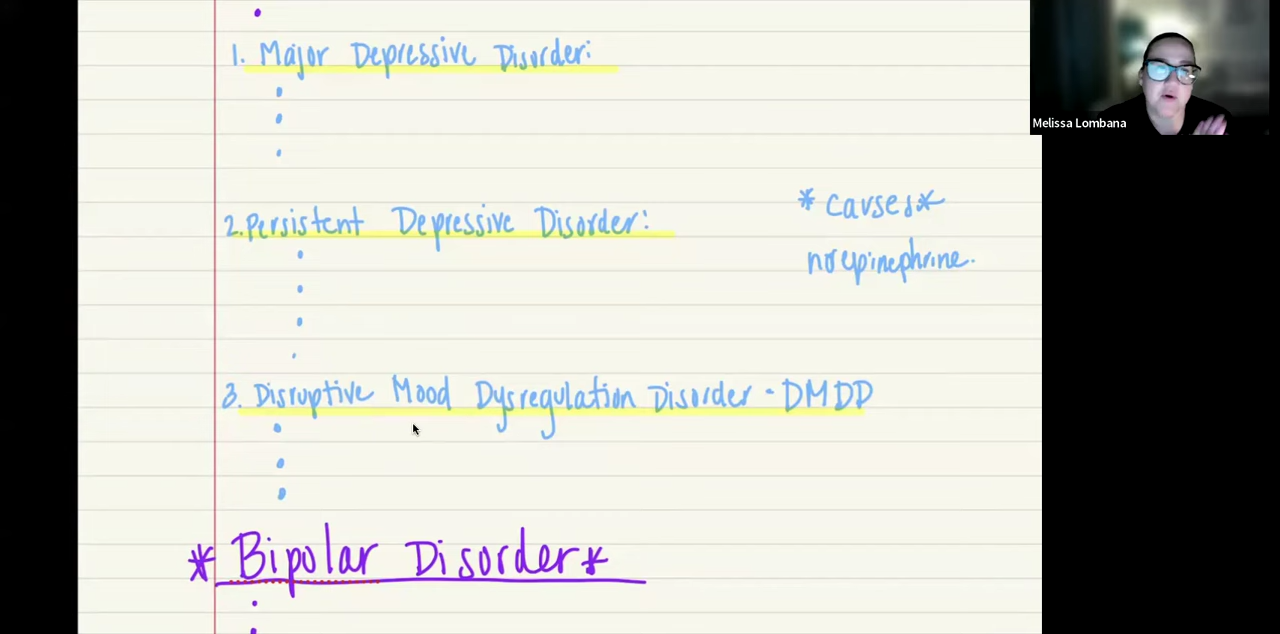 1. Major Depressive Disorder:
Melissa Lombana
2. Persistent Depressive Disorder:
* causes*
norepinephrine.
3. Disruptive Mood Dysregulation Disorder - DMDD
* Bipolar Disorder*